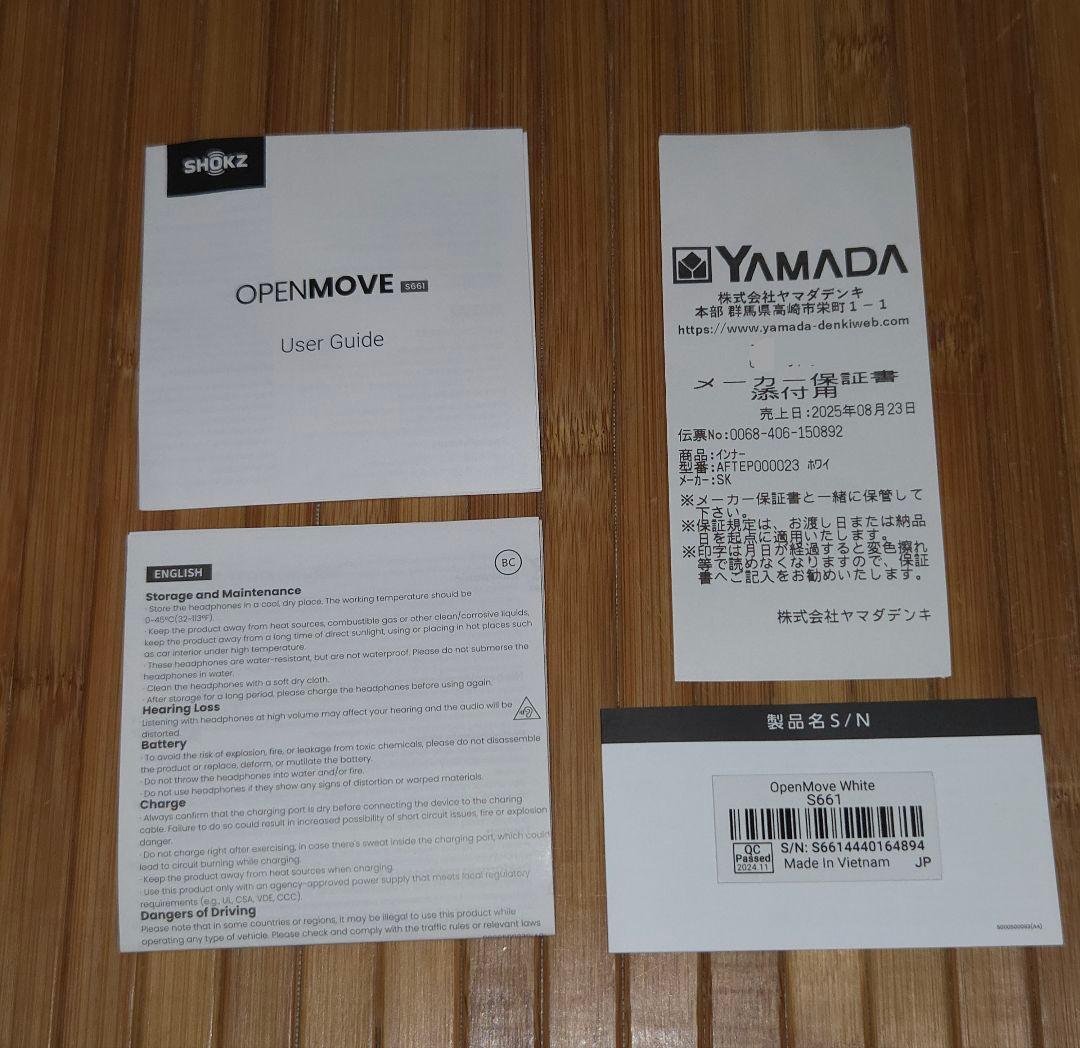 SHOKZ
OPENMOVE S661
User Guide
ENGLISH
BC
Storage and Maintenance
· Store the headphones in a cool, dry place. The working temperature should be
0~45°C(32~113°F).
· Keep the product away from heat sources, combustible gas or other clean/corrosive liquids,
keep the product away from a long time of direct sunlight, using or placing in hot places such
as car interior under high temperature.
· These headphones are water-resistant, but are not waterproof. Please do not submerse the
headphones in water.
· Clean the headphones with a soft dry cloth.
· After storage for a long period, please charge the headphones before using again.
Hearing Loss
Listening with headphones at high volume may affect your hearing and the audio will be
distorted.
Battery
· To avoid the risk of explosion, fire, or leakage from toxic chemicals, please do not disassemble
the product or replace, deform, or mutilate the battery.
· Do not throw the headphones into water and/or fire.
· Do not use headphones if they show any signs of distortion or warped materials.
Charge
· Always confirm that the charging port is dry before connecting the device to the charing
cable. Failure to do so could result in increased possibility of short circuit issues, fire or explosion
danger.
· Do not charge right after exercising, in case there's sweat inside the charging port, which could
lead to circuit burning while charging.
· Keep the product away from heat sources when charging.
· Use this product only with an agency-approved power supply that meets local regulatory
requirements (e.g., UL, CSA, VDE, CCC).
Dangers of Driving
Please note that in some countries or regions, it may be illegal to use this product while
operating any type of vehicle. Please check and comply with the traffic rules or relevant laws
YAMADA
株式会社ヤマダデンキ
本部 群馬県高崎市栄町1-1
https://www.yamada-denkiweb.com
メーカー保証書
添付用
売上日:2025年08月23日
伝票No:0068-406-150892
商品:インナー
型番:AFTEP000023 ホワイ
メーカー:SK
※メーカー保証書と一緒に保管して
下さい。
※保証規定は、お渡し日または納品
日を起点に適用いたします。
※印字は月日が経過すると変色擦れ
等で読めなくなりますので、保証
書へご記入をお勧めいたします。
株式会社ヤマダデンキ
製品名S/N
OpenMove White
S661
QC
Passed
2024.11
S/N: S6614440164894
Made In Vietnam
JP